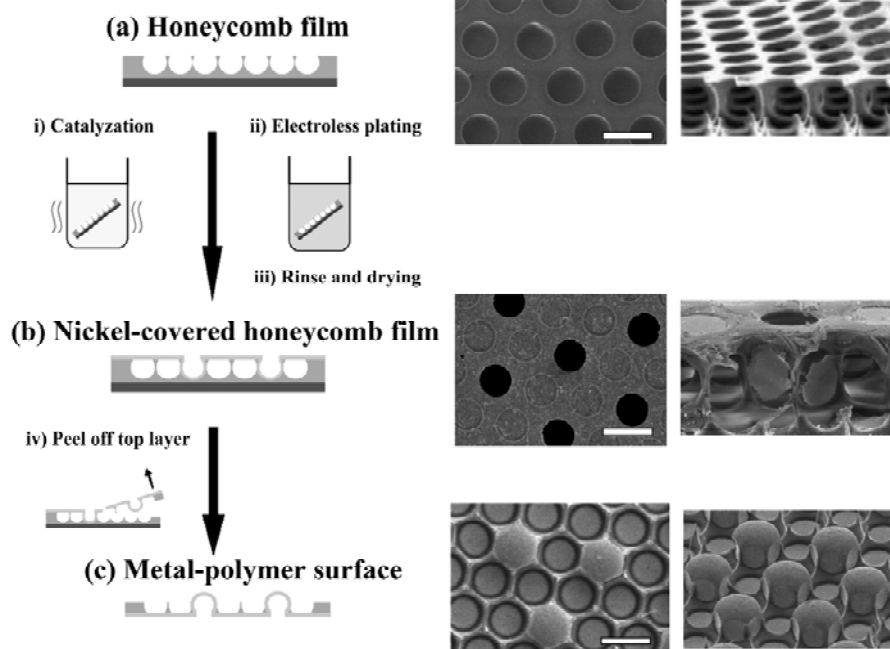 (a) Honeycomb film
i) Catalyzation
ii) Electroless plating
iii) Rinse and drying
(b) Nickel-covered honeycomb film
iv) Peel off top layer
(c) Metal-polymer surface